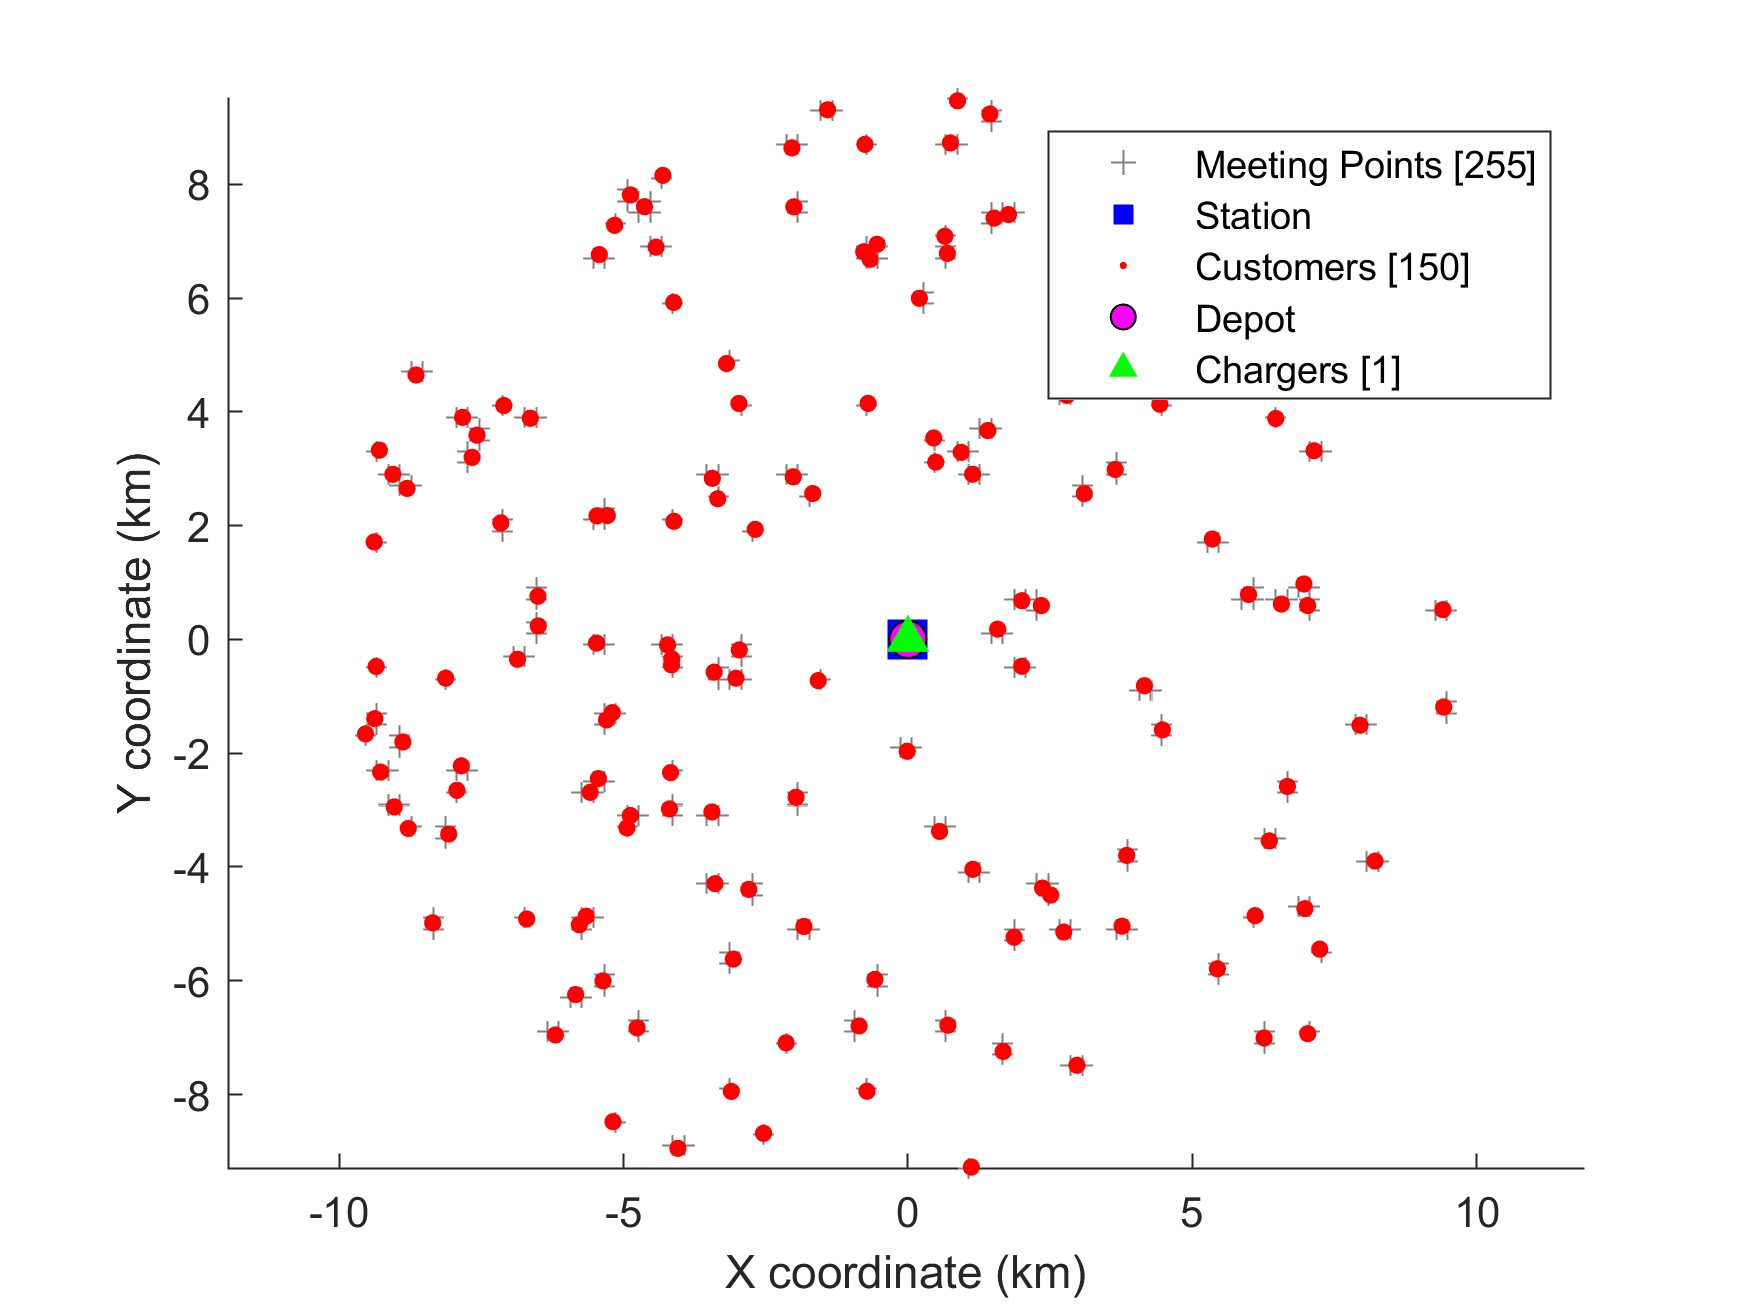 8
6
4
2
0
-2
-4
-6
-8
Y coordinate (km)
Meeting Points [255]
Station
Customers [150]
Depot
Chargers [1]
-10
-5
0
5
10
X coordinate (km)